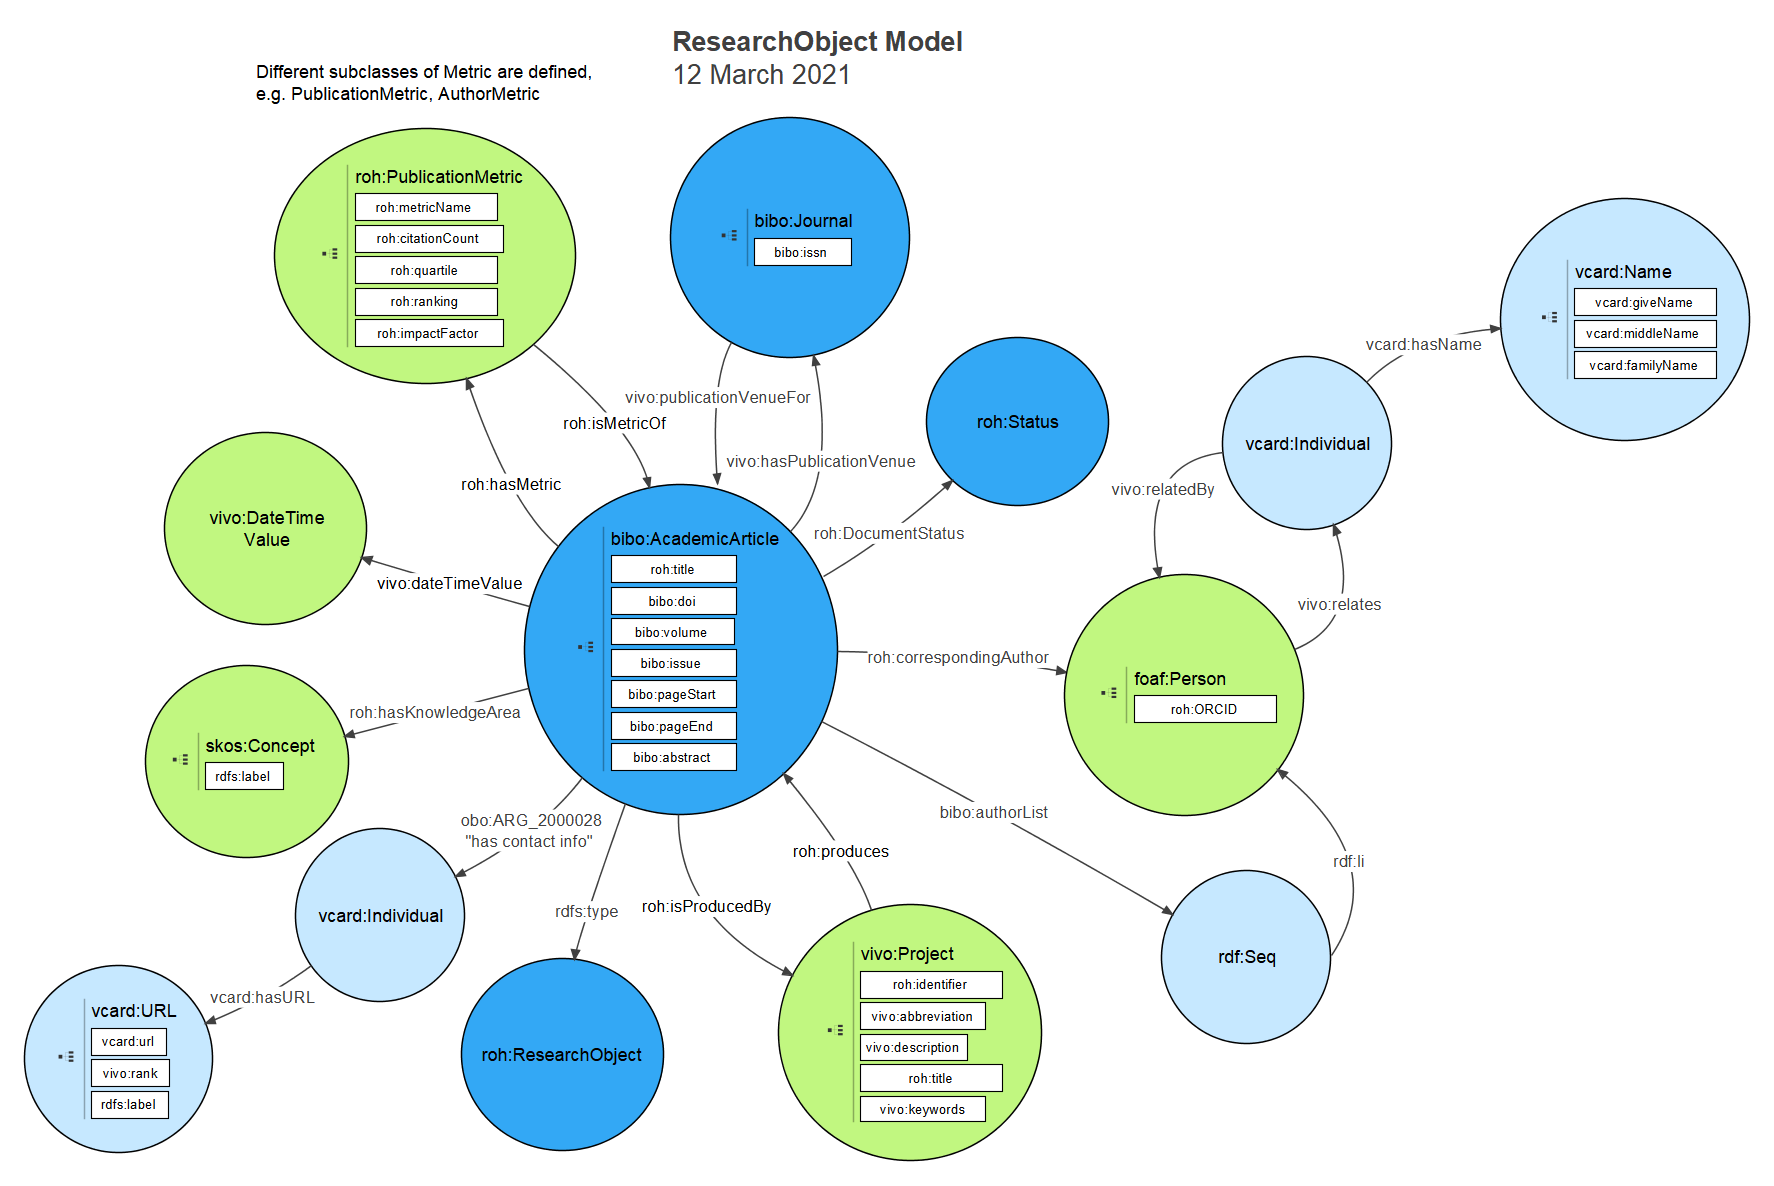 ResearchObject Model
12 March 2021
Different subclasses of Metric are defined,
e.g. PublicationMetric, AuthorMetric
roh:PublicationMetric
roh:metricName
roh:citationCount
roh:quartile
roh:ranking
roh:impactFactor
bibo:Journal
bibo:issn
vcard:Name
vcard:giveName
vcard:middleName
vcard:familyName
vcard:hasName
vivo:publicationVenueFor
roh:isMetricOf
roh:Status
vcard:Individual
vivo:hasPublicationVenue
roh:hasMetric
vivo:relatedBy
vivo:DateTime
Value
roh:DocumentStatus
bibo:AcademicArticle
roh:title
bibo:doi
bibo:volume
bibo:issue
bibo:pageStart
bibo:pageEnd
bibo:abstract
vivo:dateTimeValue
vivo:relates
roh:correspondingAuthor
foaf:Person
roh:ORCID
roh:hasKnowledgeArea
skos:Concept
rdfs:label
obo:ARG_2000028
"has contact info"
bibo:authorList
roh:produces
rdf:li
vcard:Individual
rdfs:type
roh:isProducedBy
vivo:Project
roh:identifier
vivo:abbreviation
vivo:description
roh:title
vivo:keywords
rdf:Seq
vcard:hasURL
vcard:URL
vcard:url
vivo:rank
rdfs:label
roh:ResearchObject